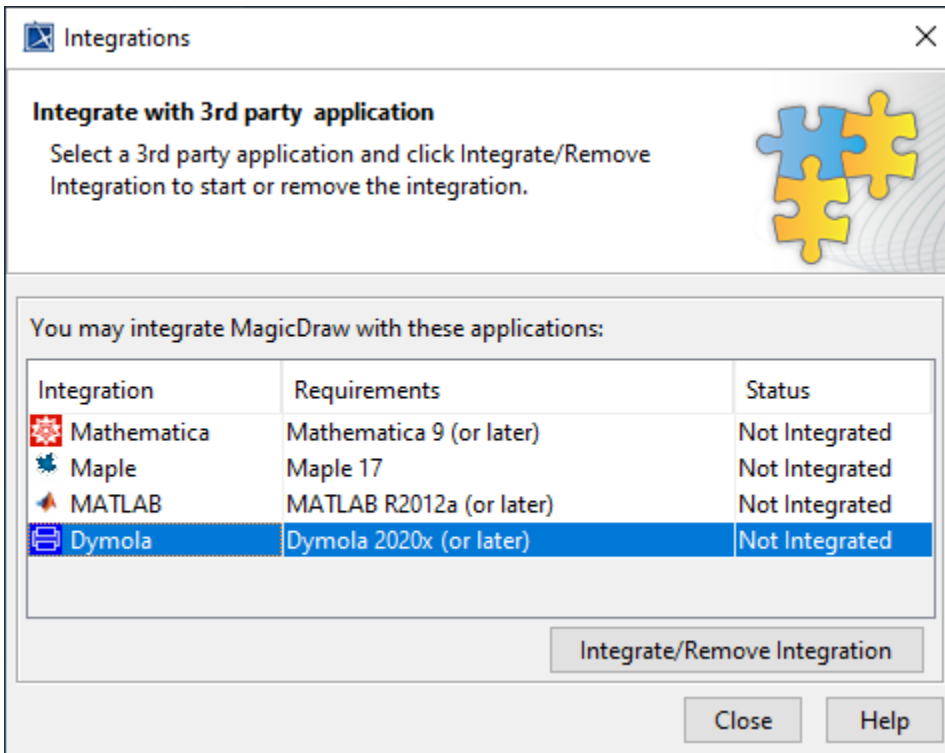 Integrations
Integrate with 3rd party  application
Select a 3rd party application and click Integrate/Remove
Integration to start or remove the integration.
You may integrate MagicDraw with these applications:
Integration Requirements Status
Mathematica Mathematica 9 (or later) Not Integrated
Maple Maple 17 Not Integrated
MATLAB MATLAB R2012a (or later) Not Integrated
Dymola Dymola 2020x (or later) Not Integrated
Integrate/Remove Integration
Close Help